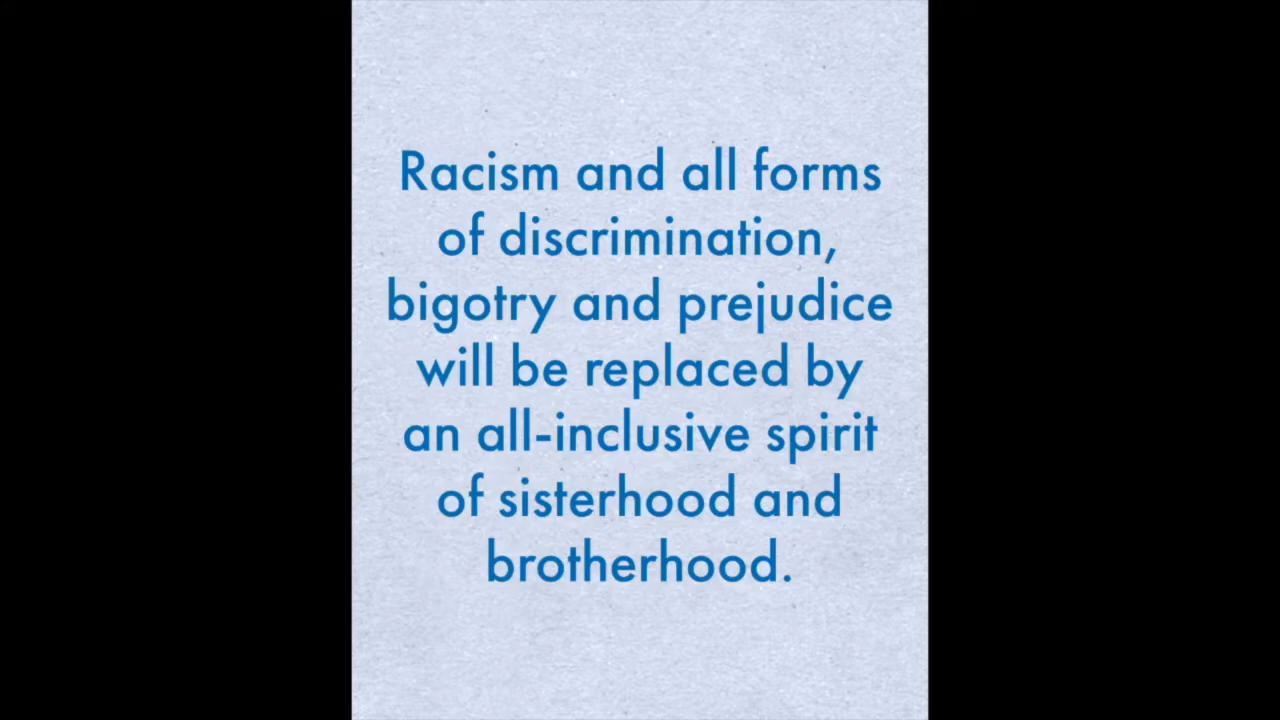 Racism and all forms
of discrimination,
bigotry and prejudice
will be replaced by
an all-inclusive spirit
of sisterhood and
brotherhood.